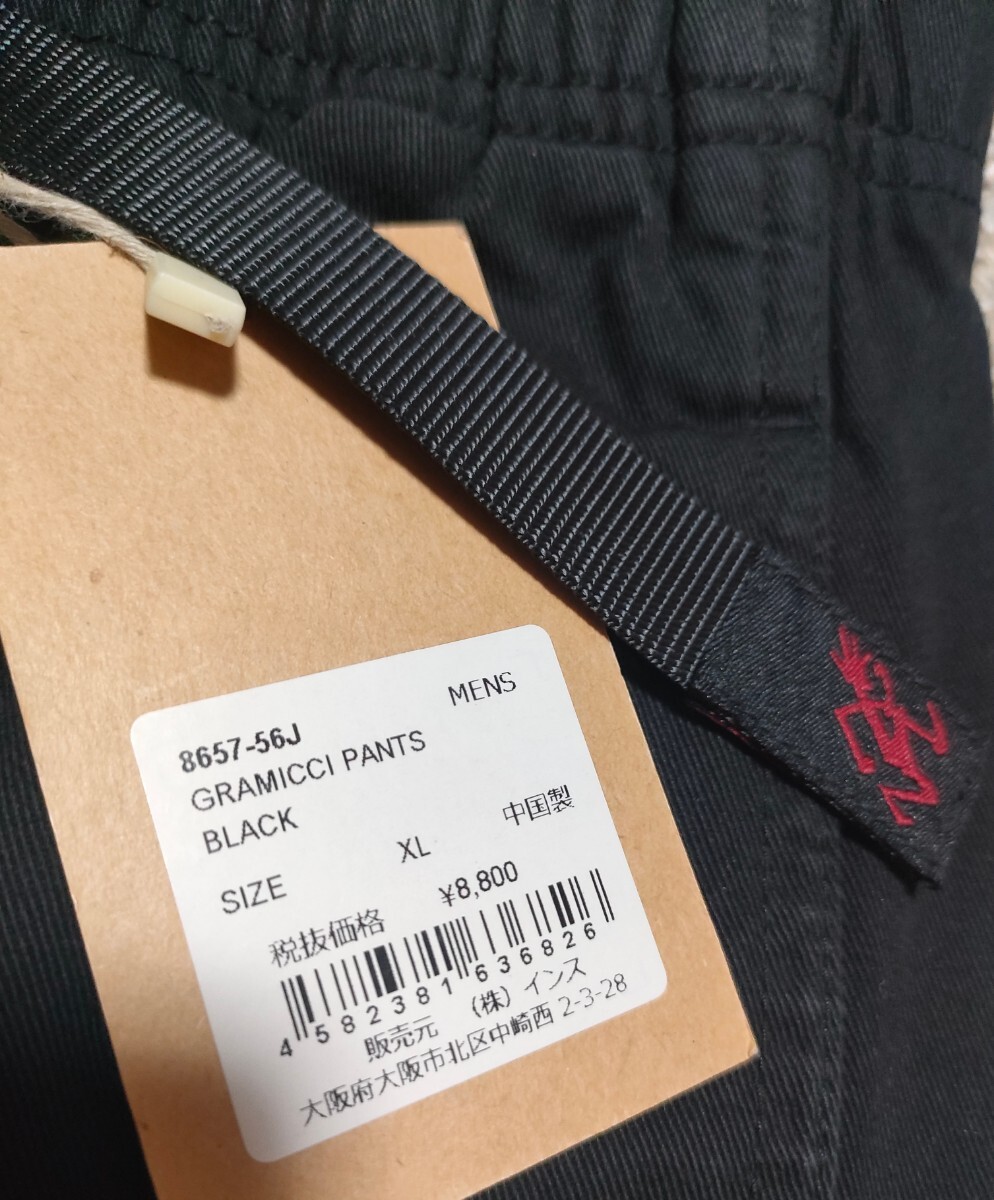 MENS
8657-56J
GRAMICCI PANTS
BLACK
中国製
SIZE XL
税抜価格 ¥8,800
4 582381 636826
販売元 (株) インス
大阪府大阪市北区中崎西 2-3-28